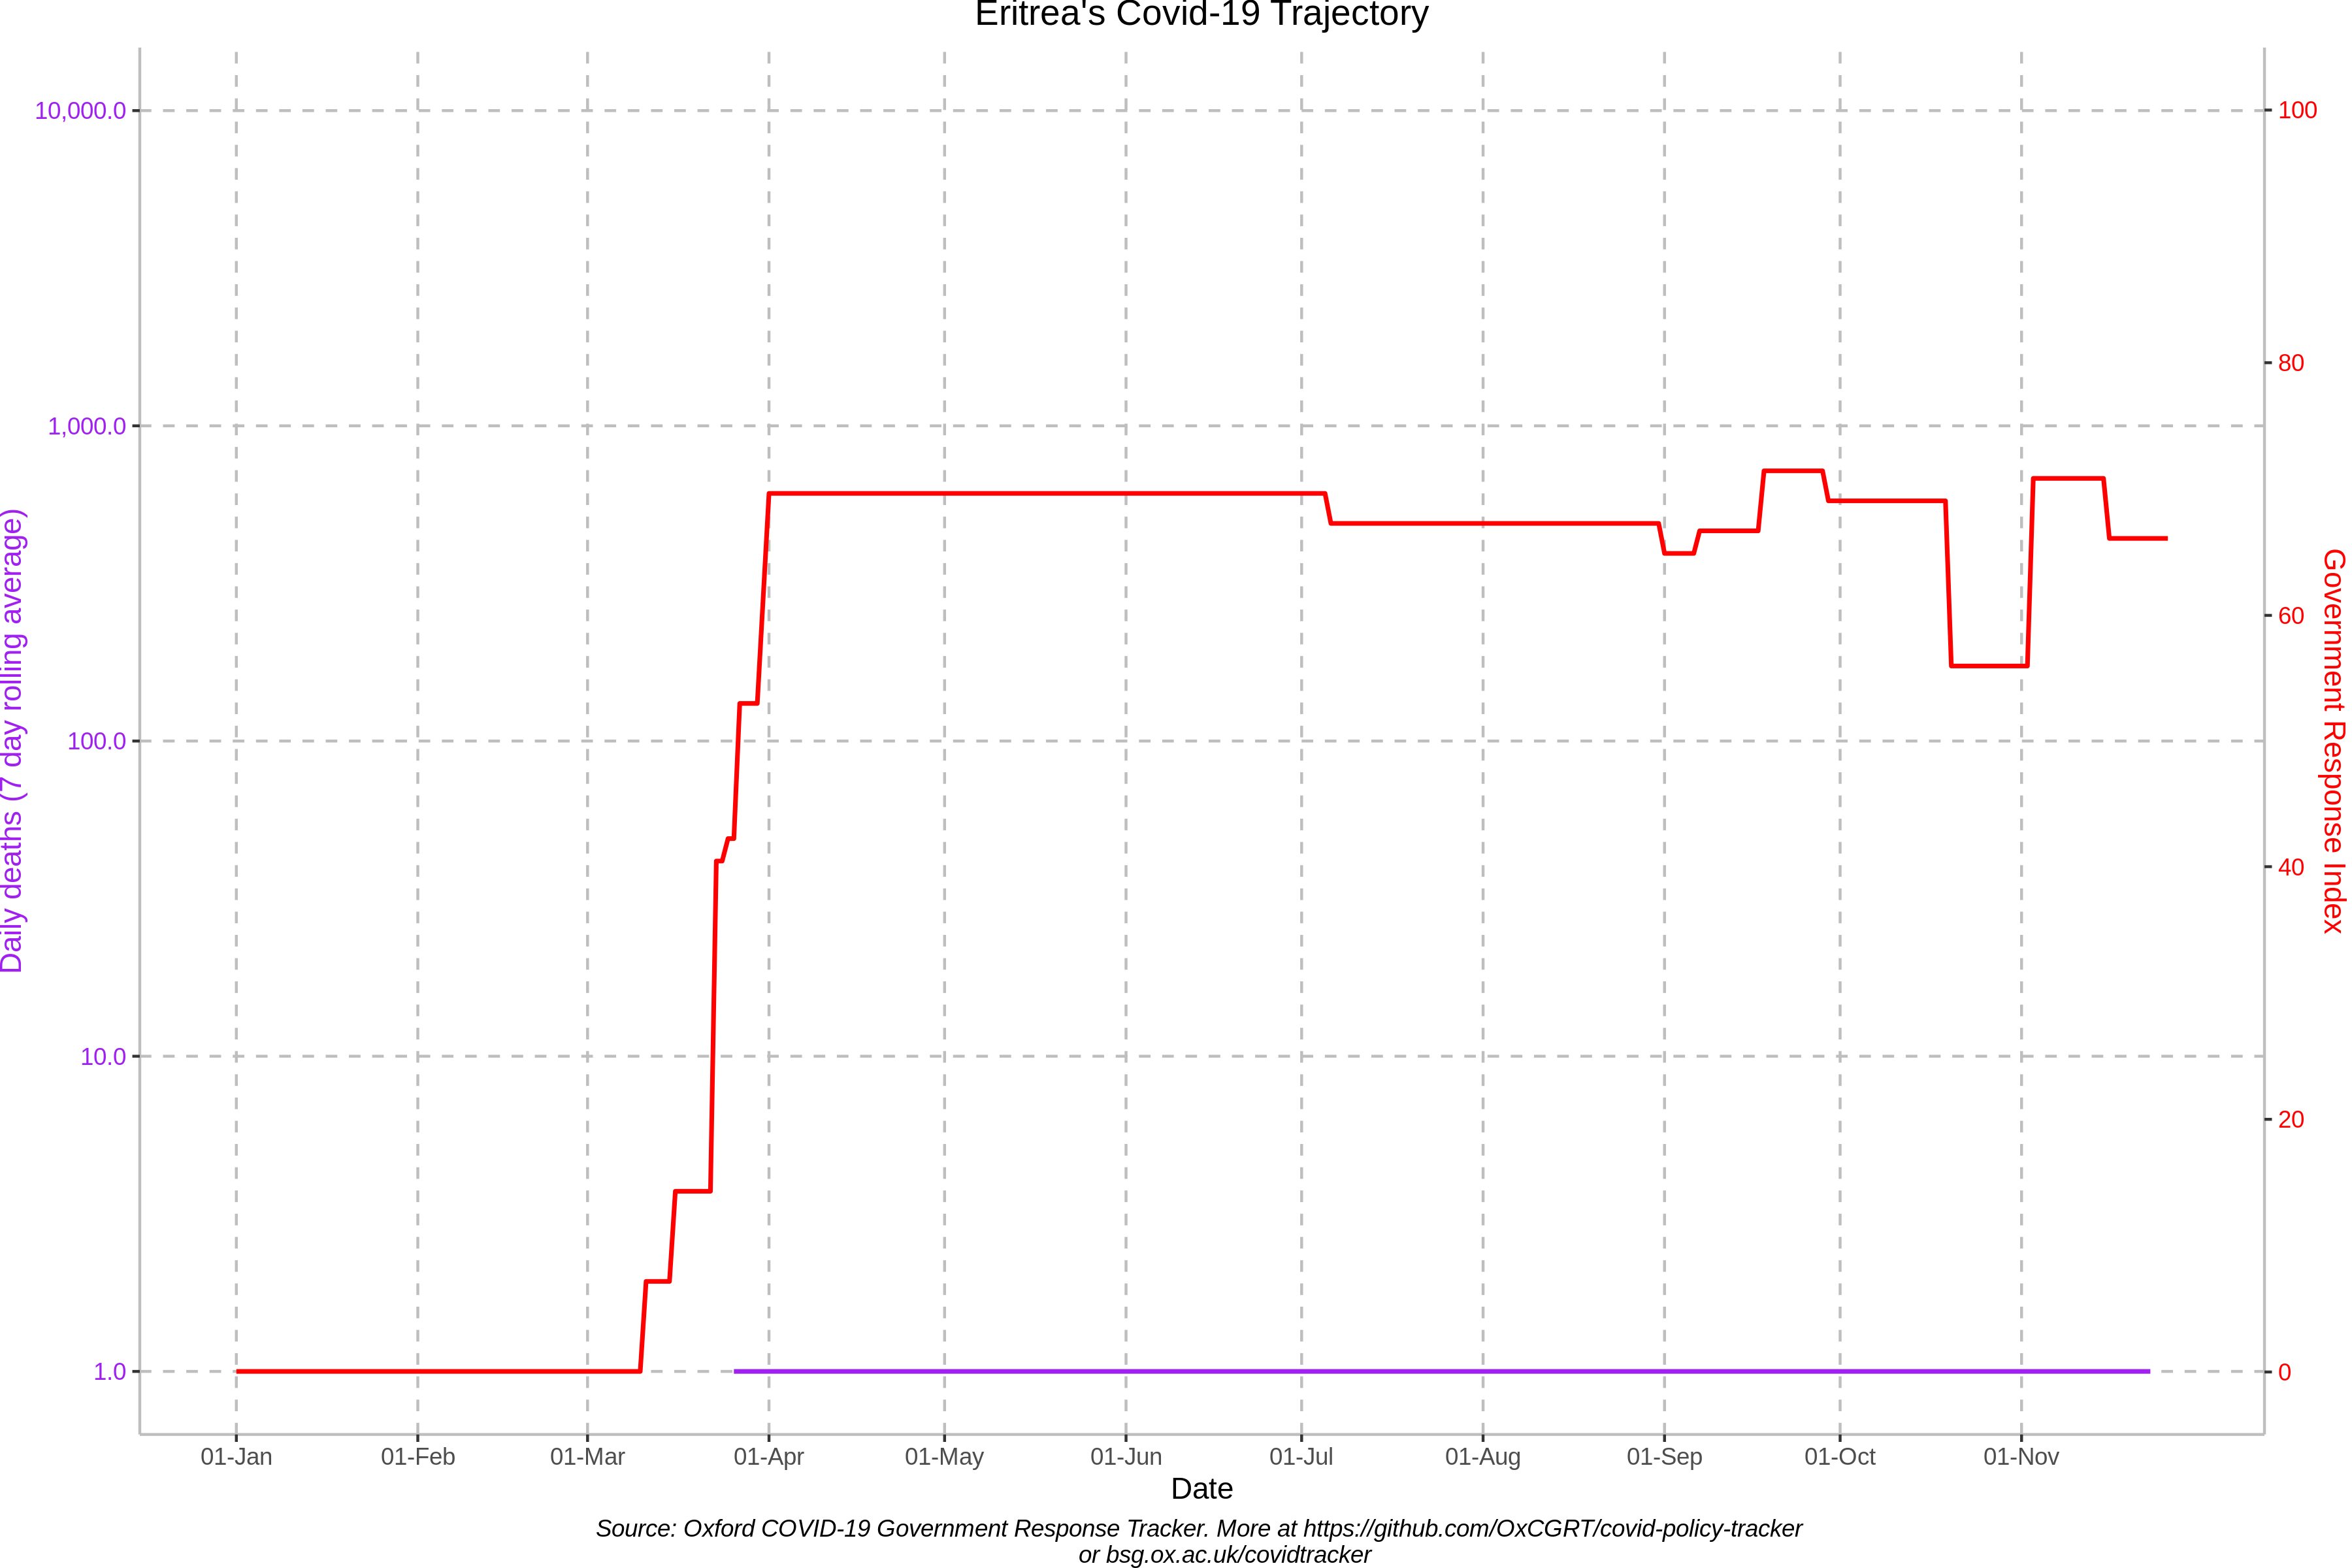 Eritrea's Covid-19 Trajectory
10,000.0
1,000.0
100.0
10.0
1.0
Daily deaths (7 day rolling average)
100
80
60
40
20
0
Government Response Index
01-Jan 01-Feb 01-Mar 01-Apr 01-May 01-Jun 01-Jul 01-Aug 01-Sep 01-Oct 01-Nov
Date
Source: Oxford COVID-19 Government Response Tracker. More at https://github.com/OxCGRT/covid-policy-tracker
or bsg.ox.ac.uk/covidtracker